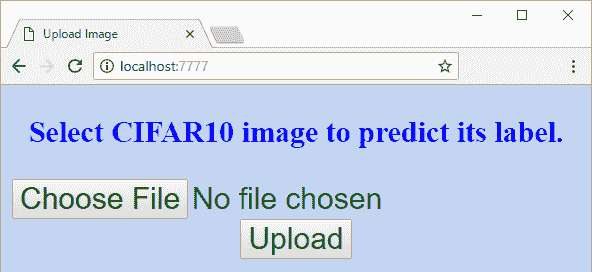 Upload Image
localhost:7777
Select CIFAR10 image to predict its label.
Choose File No file chosen
Upload